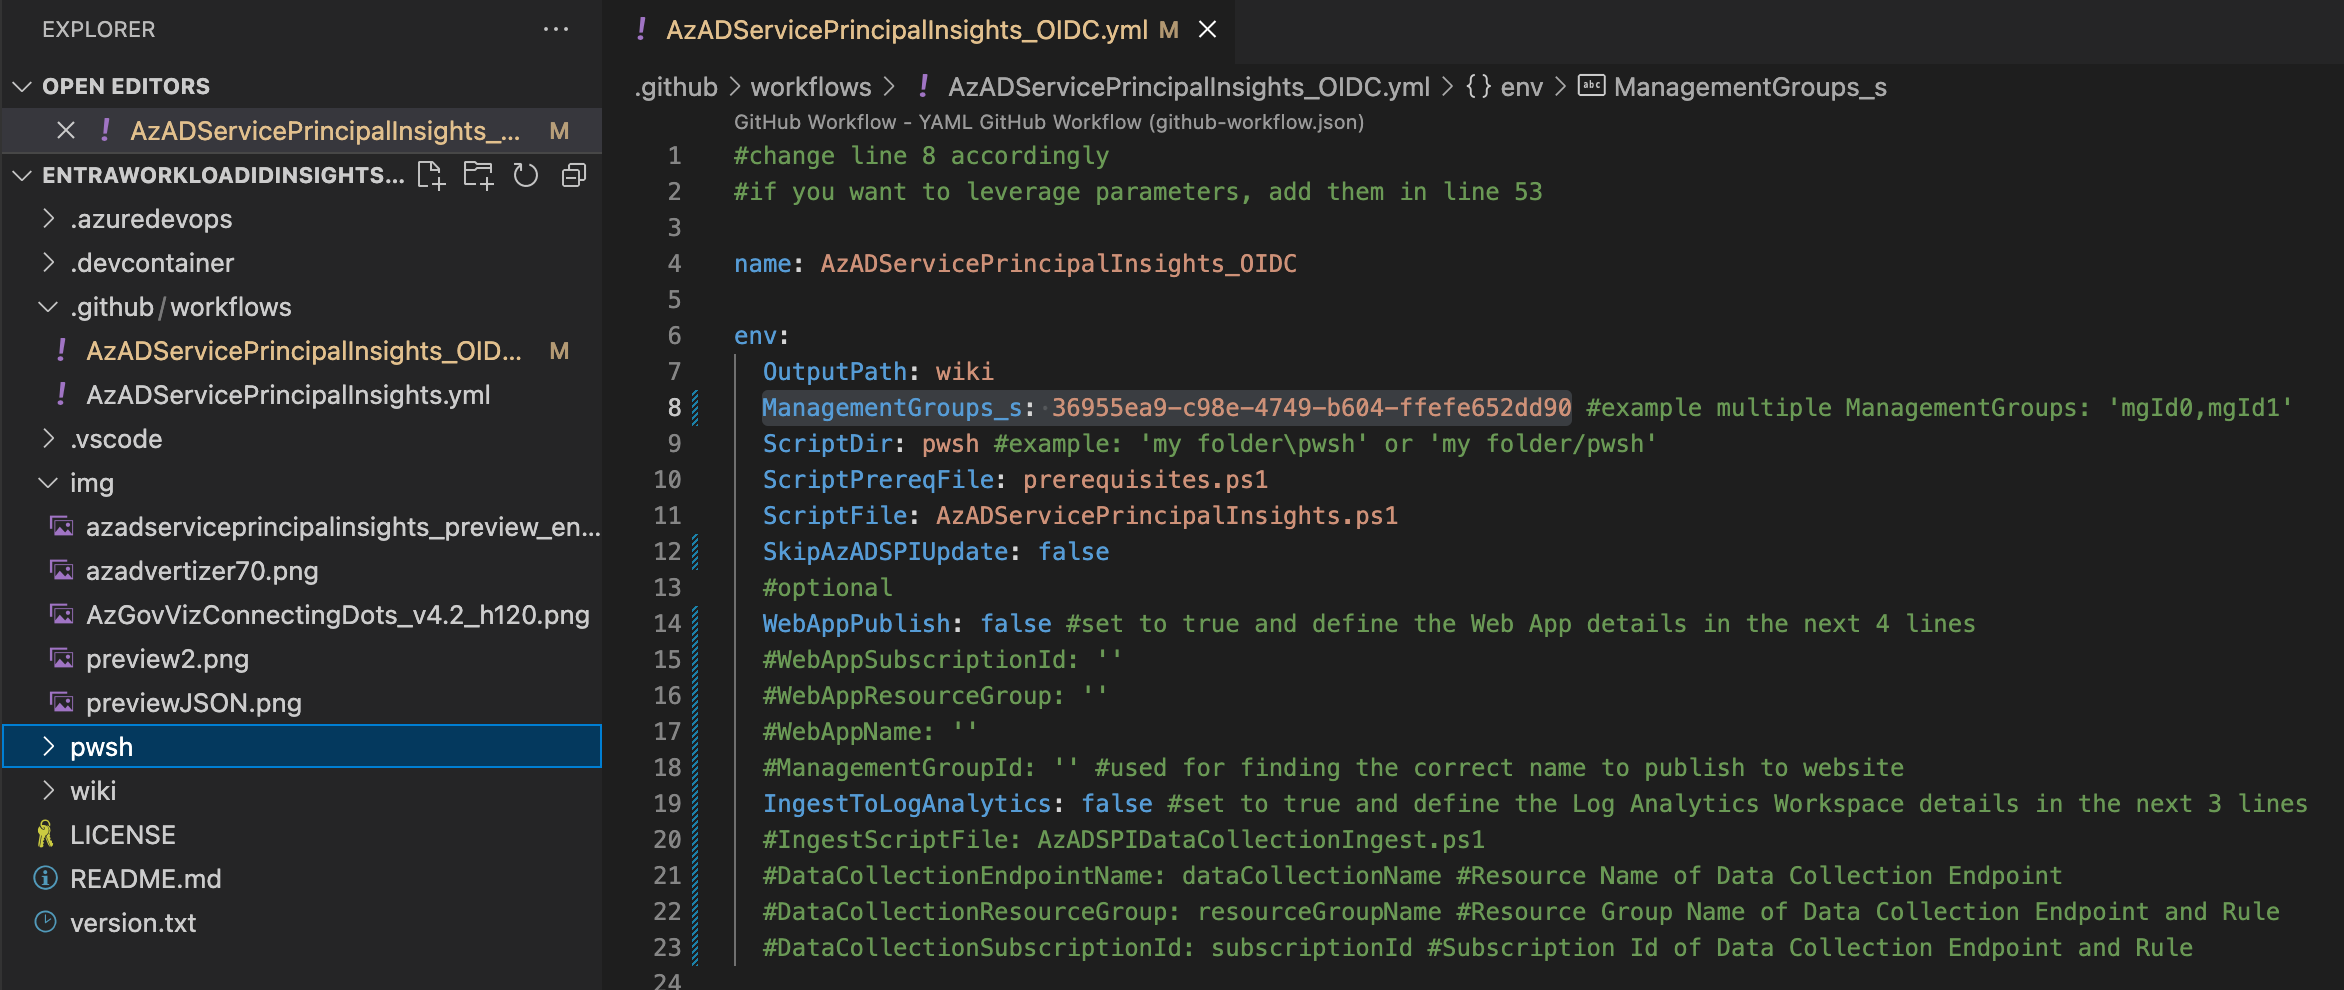 EXPLORER
OPEN EDITORS
AzADServicePrincipalInsights_... M
ENTRAWORKLOADIDINSIGHTS...
.azuredevops
.devcontainer
.github/workflows
AzADServicePrincipalInsights_OID... M
AzADServicePrincipalInsights.yml
.vscode
img
azadserviceprincipalinsights_preview_en...
azadvertizer70.png
AzGovVizConnectingDots_v4.2_h120.png
preview2.png
previewJSON.png
pwsh
wiki
LICENSE
README.md
version.txt
AzADServicePrincipalInsights_OIDC.yml M
.github > workflows > ! AzADServicePrincipalInsights_OIDC.yml > {} env > abc ManagementGroups_s
GitHub Workflow - YAML GitHub Workflow (github-workflow.json)
1 #change line 8 accordingly
2 #if you want to leverage parameters, add them in line 53
3
4 name: AzADServicePrincipalInsights_OIDC
5
6 env:
7 OutputPath: wiki
8 ManagementGroups_s: 36955ea9-c98e-4749-b604-ffefe652dd90 #example multiple ManagementGroups: 'mgId0,mgId1'
9 ScriptDir: pwsh #example: 'my folder\pwsh' or 'my folder/pwsh'
10 ScriptPrereqFile: prerequisites.ps1
11 ScriptFile: AzADServicePrincipalInsights.ps1
12 SkipAzADSPIUpdate: false
13 #optional
14 WebAppPublish: false #set to true and define the Web App details in the next 4 lines
15 #WebAppSubscriptionId: ''
16 #WebAppResourceGroup: ''
17 #WebAppName: ''
18 #ManagementGroupId: '' #used for finding the correct name to publish to website
19 IngestToLogAnalytics: false #set to true and define the Log Analytics Workspace details in the next 3 lines
20 #IngestScriptFile: AzADSPIDataCollectionIngest.ps1
21 #DataCollectionEndpointName: dataCollectionName #Resource Name of Data Collection Endpoint
22 #DataCollectionResourceGroup: resourceGroupName #Resource Group Name of Data Collection Endpoint and Rule
23 #DataCollectionSubscriptionId: subscriptionId #Subscription Id of Data Collection Endpoint and Rule
24